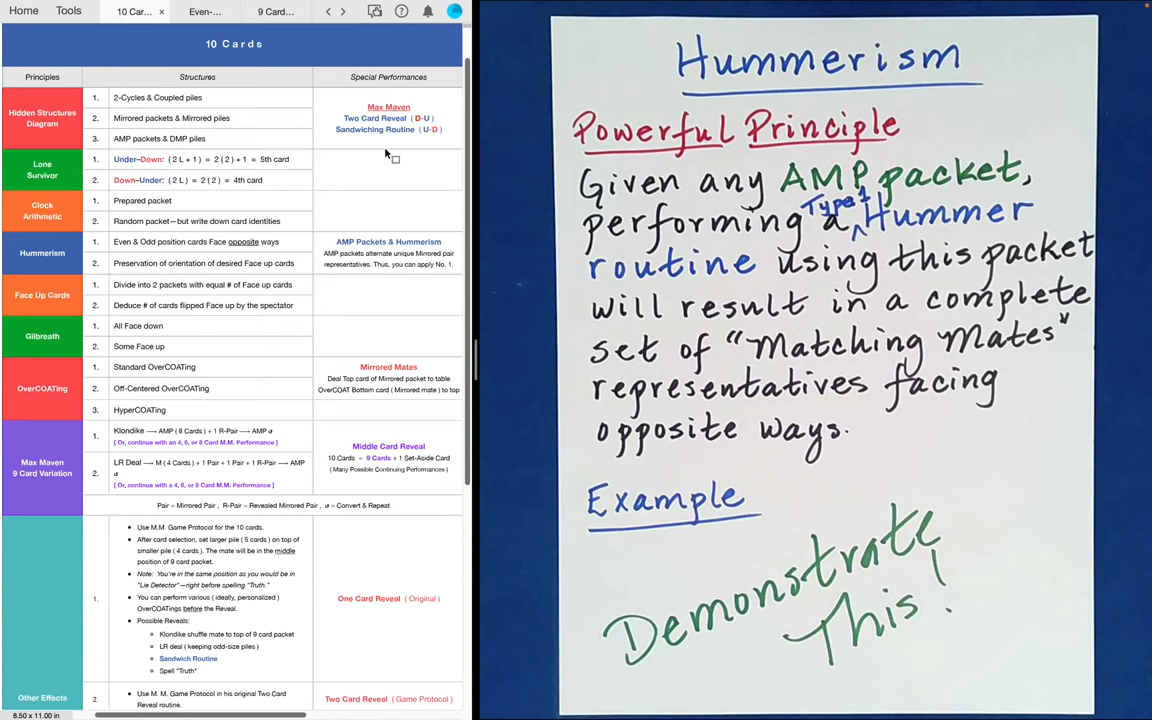 Home Tools 10 Car... × Even-... 9 Card...
10 Cards
Principles Structures Special Performances
Hidden Structures Diagram
1. 2-Cycles & Coupled piles
2. Mirrored packets & Mirrored piles
3. AMP packets & DMP piles
Max Maven
Two Card Reveal ( D-U )
Sandwiching Routine ( U-D )
Lone
Survivor
1. Under–Down: ( 2 L + 1 ) = 2 ( 2 ) + 1 = 5th card
2. Down–Under: ( 2 L ) = 2 ( 2 ) = 4th card
Clock
Arithmetic
1. Prepared packet
2. Random packet—but write down card identities
Hummerism
1. Even & Odd position cards Face opposite ways
2. Preservation of orientation of desired Face up cards
AMP Packets & Hummerism
AMP packets alternate unique Mirrored pair
representatives. Thus, you can apply No. 1.
Face Up Cards
1. Divide into 2 packets with equal # of Face up cards
2. Deduce # of cards flipped Face up by the spectator
Gilbreath
1. All Face down
2. Some Face up
OverCOATing
1. Standard OverCOATing
2. Off-Centered OverCOATing
3. HyperCOATing
Mirrored Mates
Deal Top card of Mirrored packet to table
OverCOAT Bottom card ( Mirrored mate ) to top
Max Maven
9 Card Variation
1. Klondike → AMP ( 8 Cards ) + 1 R-Pair → AMP ↺
[ Or, continue with an 4, 6, or 8 Card M.M. Performance ]
2. LR Deal → M ( 4 Cards ) + 1 Pair + 1 Pair + 1 R-Pair → AMP
↺
[ Or, continue with a 4, 6, or 8 Card M.M. Performance ]
Middle Card Reveal
10 Cards = 9 Cards + 1 Set-Aside Card
( Many Possible Continuing Performances )
Pair = Mirrored Pair , R-Pair = Revealed Mirrored Pair , ↺ = Convert & Repeat
Other Effects
1.
• Use M.M. Game Protocol for the 10 cards.
• After card selection, set larger pile ( 5 cards ) on top of
smaller pile ( 4 cards ). The mate will be in the middle
position of 9 card packet.
• Note: You're in the same position as you would be in
"Lie Detector"—right before spelling "Truth."
• You can perform various ( ideally, personalized )
OverCOATings before the Reveal.
• Possible Reveals:
○ Klondike shuffle mate to top of 9 card packet
○ LR deal ( keeping odd-size piles )
○ Sandwich Routine
○ Spell "Truth"
One Card Reveal ( Original )
2.
• Use M. M. Game Protocol in his original Two Card
Reveal routine.
Two Card Reveal ( Game Protocol )
8.50 x 11.00 in
Hummerism
Powerful Principle
Given any AMP packet,
performing a Type 1 Hummer
routine using this packet
will result in a complete
set of "Matching Mates"
representatives facing
opposite ways.
Example
Demonstrate
This!